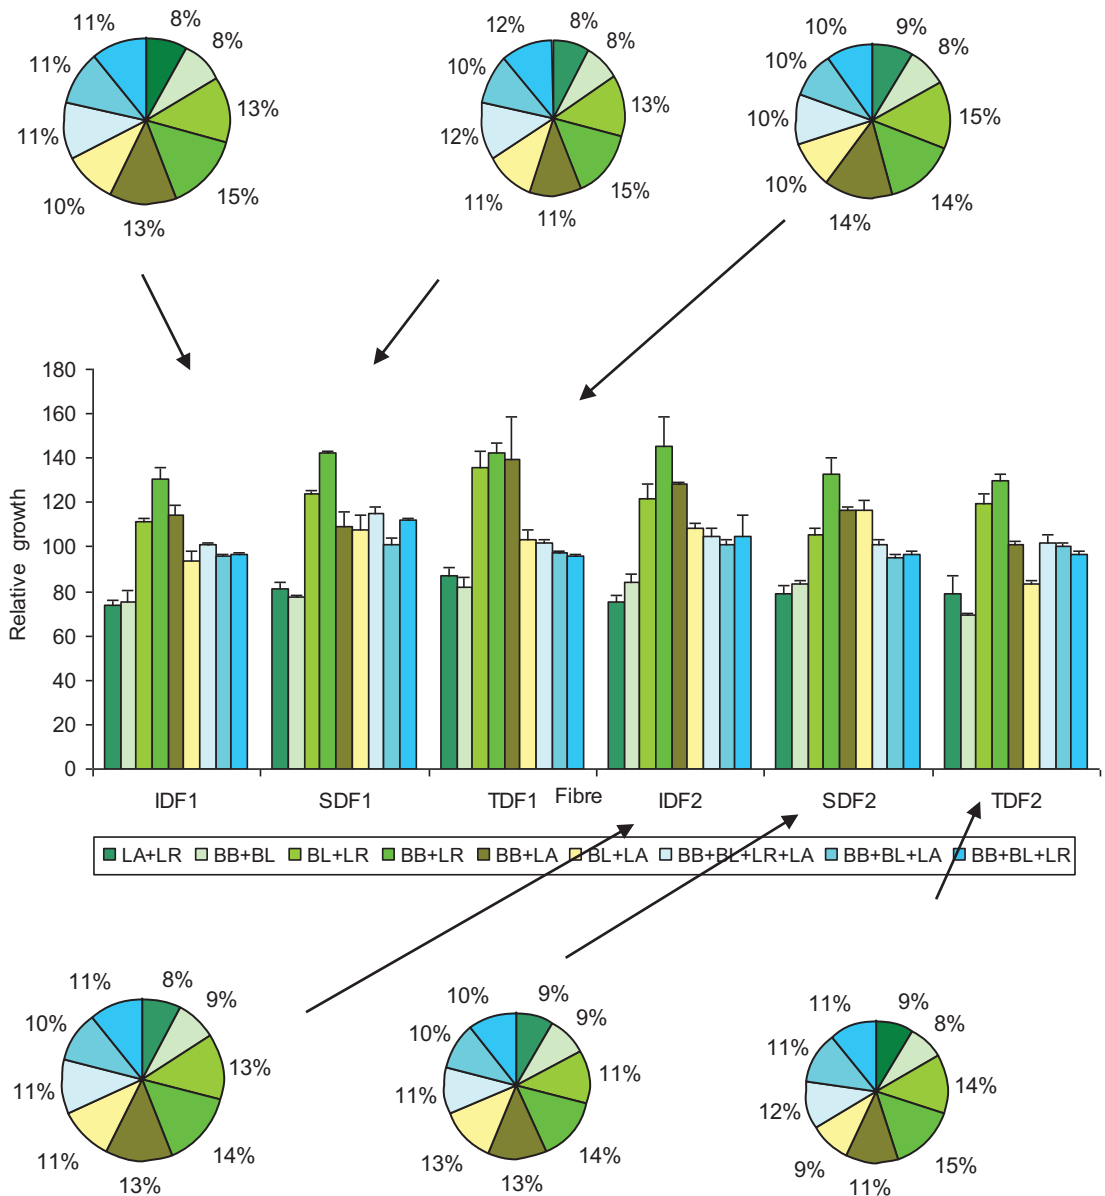 11% 8% 8% 13% 15% 13% 10% 11% 11%
12% 8% 8% 13% 15% 11% 11% 12% 10%
10% 9% 8% 15% 14% 14% 10% 10% 10%
Relative growth
180
160
140
120
100
80
60
40
20
0
IDF1 SDF1 TDF1 IDF2 SDF2 TDF2
Fibre
LA+LR BB+BL BL+LR BB+LR BB+LA BL+LA BB+BL+LR+LA BB+BL+LA BB+BL+LR
11% 8% 9% 13% 14% 13% 11% 11% 10%
10% 9% 9% 11% 14% 13% 13% 11% 10%
11% 9% 8% 14% 15% 11% 9% 12% 11%